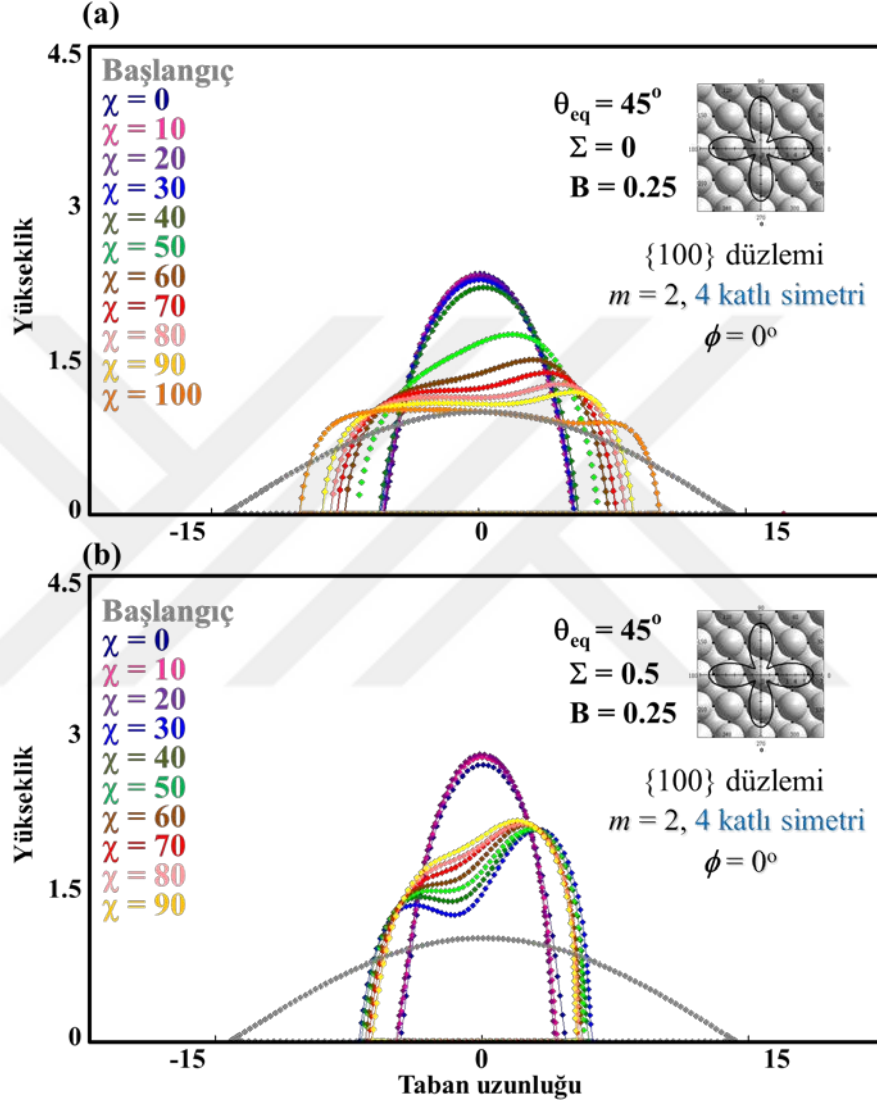 (a)
4.5
Başlangıç
χ = 0
χ = 10
χ = 20
χ = 30
χ = 40
χ = 50
χ = 60
χ = 70
χ = 80
χ = 90
χ = 100
θeq = 45°
Σ = 0
B = 0.25
{100} düzlemi
m = 2, 4 katlı simetri
ϕ = 0°
Yükseklik
3
1.5
0
-15
0
15
(b)
4.5
Başlangıç
χ = 0
χ = 10
χ = 20
χ = 30
χ = 40
χ = 50
χ = 60
χ = 70
χ = 80
χ = 90
θeq = 45°
Σ = 0.5
B = 0.25
{100} düzlemi
m = 2, 4 katlı simetri
ϕ = 0°
Yükseklik
3
1.5
0
-15
0
15
Taban uzunluğu